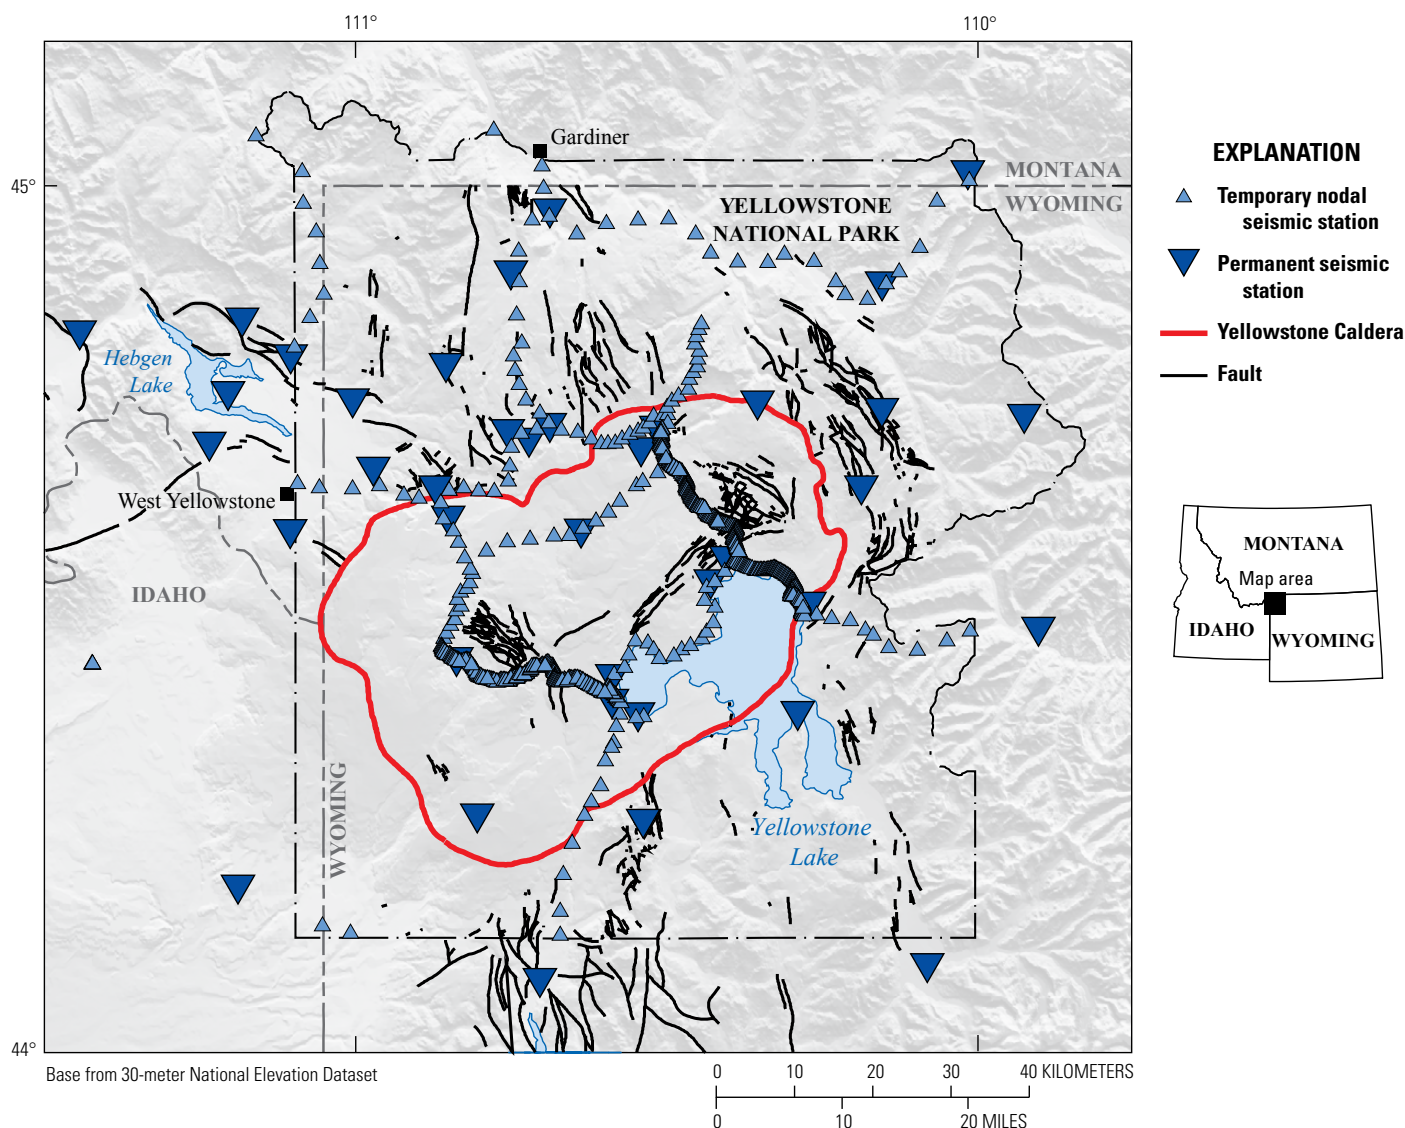 111°
110°
Gardiner
45°
MONTANA
WYOMING
YELLOWSTONE
NATIONAL PARK
Hebgen
Lake
West Yellowstone
IDAHO
WYOMING
Yellowstone
Lake
44°
EXPLANATION
Temporary nodal
seismic station
Permanent seismic
station
Yellowstone Caldera
Fault
MONTANA
Map area
IDAHO
WYOMING
Base from 30-meter National Elevation Dataset
0 10 20 30 40 KILOMETERS
0 10 20 MILES